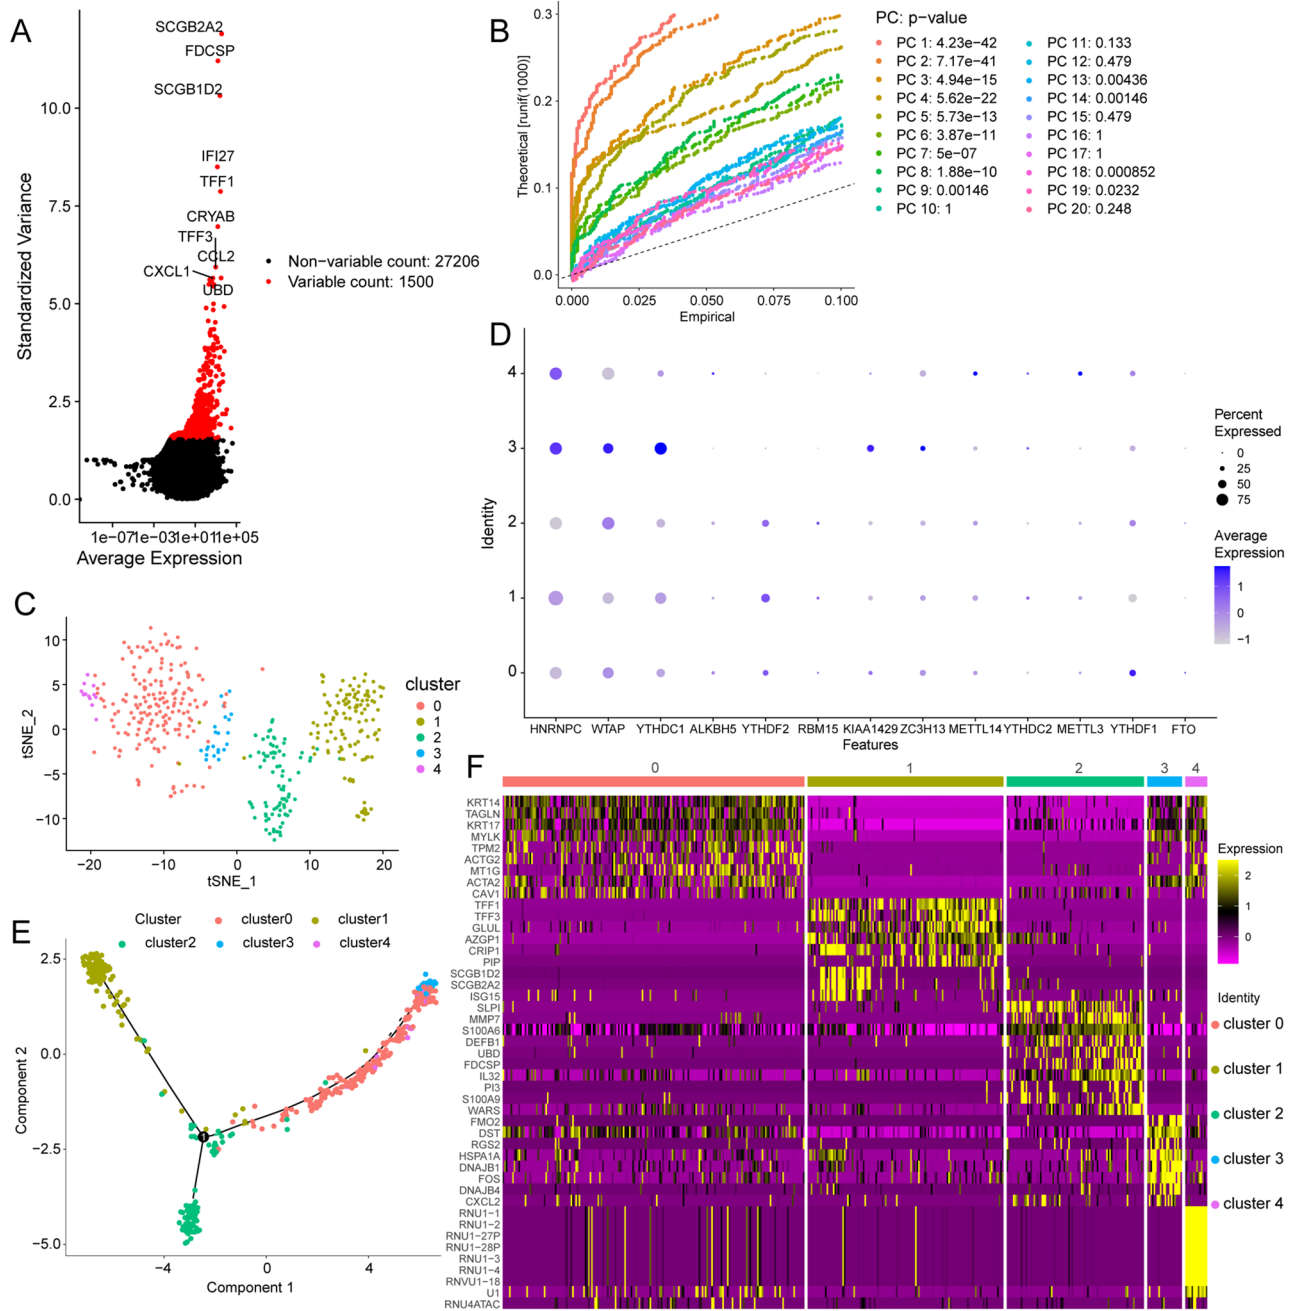 A
SCGB2A2
FDCSP
SCGB1D2
IFI27
TFF1
CRYAB
TFF3
CCL2
CXCL1
UBD
10.0
7.5
5.0
2.5
0.0
Standardized Variance
1e−071e−031e+011e+05
Average Expression
Non−variable count: 27206
Variable count: 1500
B
0.3
0.2
0.1
0.0
Theoretical [runif(1000)]
0.000 0.025 0.050 0.075 0.100
Empirical
PC: p−value
PC 1: 4.23e−42
PC 2: 7.17e−41
PC 3: 4.94e−15
PC 4: 5.62e−22
PC 5: 5.73e−13
PC 6: 3.87e−11
PC 7: 5e−07
PC 8: 1.88e−10
PC 9: 0.00146
PC 10: 1
PC 11: 0.133
PC 12: 0.479
PC 13: 0.00436
PC 14: 0.00146
PC 15: 0.479
PC 16: 1
PC 17: 1
PC 18: 0.000852
PC 19: 0.0232
PC 20: 0.248
C
10
5
0
−5
−10
tSNE_2
−20 −10 0 10 20
tSNE_1
cluster
0
1
2
3
4
D
4
3
2
1
0
Identity
HNRNPC WTAP YTHDC1 ALKBH5 YTHDF2 RBM15 KIAA1429 ZC3H13 METTL14 YTHDC2 METTL3 YTHDF1 FTO
Features
Percent
Expressed
0
25
50
75
Average
Expression
1
0
−1
E
Cluster cluster0 cluster1
cluster2 cluster3 cluster4
2.5
0.0
−2.5
−5.0
Component 2
1
−4 0 4
Component 1
F
0 1 2 3 4
KRT14
TAGLN
KRT17
MYLK
TPM2
ACTG2
MT1G
ACTA2
CAV1
TFF1
TFF3
GLUL
AZGP1
CRIP1
PIP
SCGB1D2
SCGB2A2
ISG15
SLPI
MMP7
S100A6
DEFB1
UBD
FDCSP
IL32
PI3
S100A9
WARS
FMO2
DST
RGS2
HSPA1A
DNAJB1
FOS
DNAJB4
CXCL2
RNU1−1
RNU1−2
RNU1−27P
RNU1−28P
RNU1−3
RNU1−4
RNVU1−18
U1
RNU4ATAC
Expression
2
1
0
Identity
cluster 0
cluster 1
cluster 2
cluster 3
cluster 4